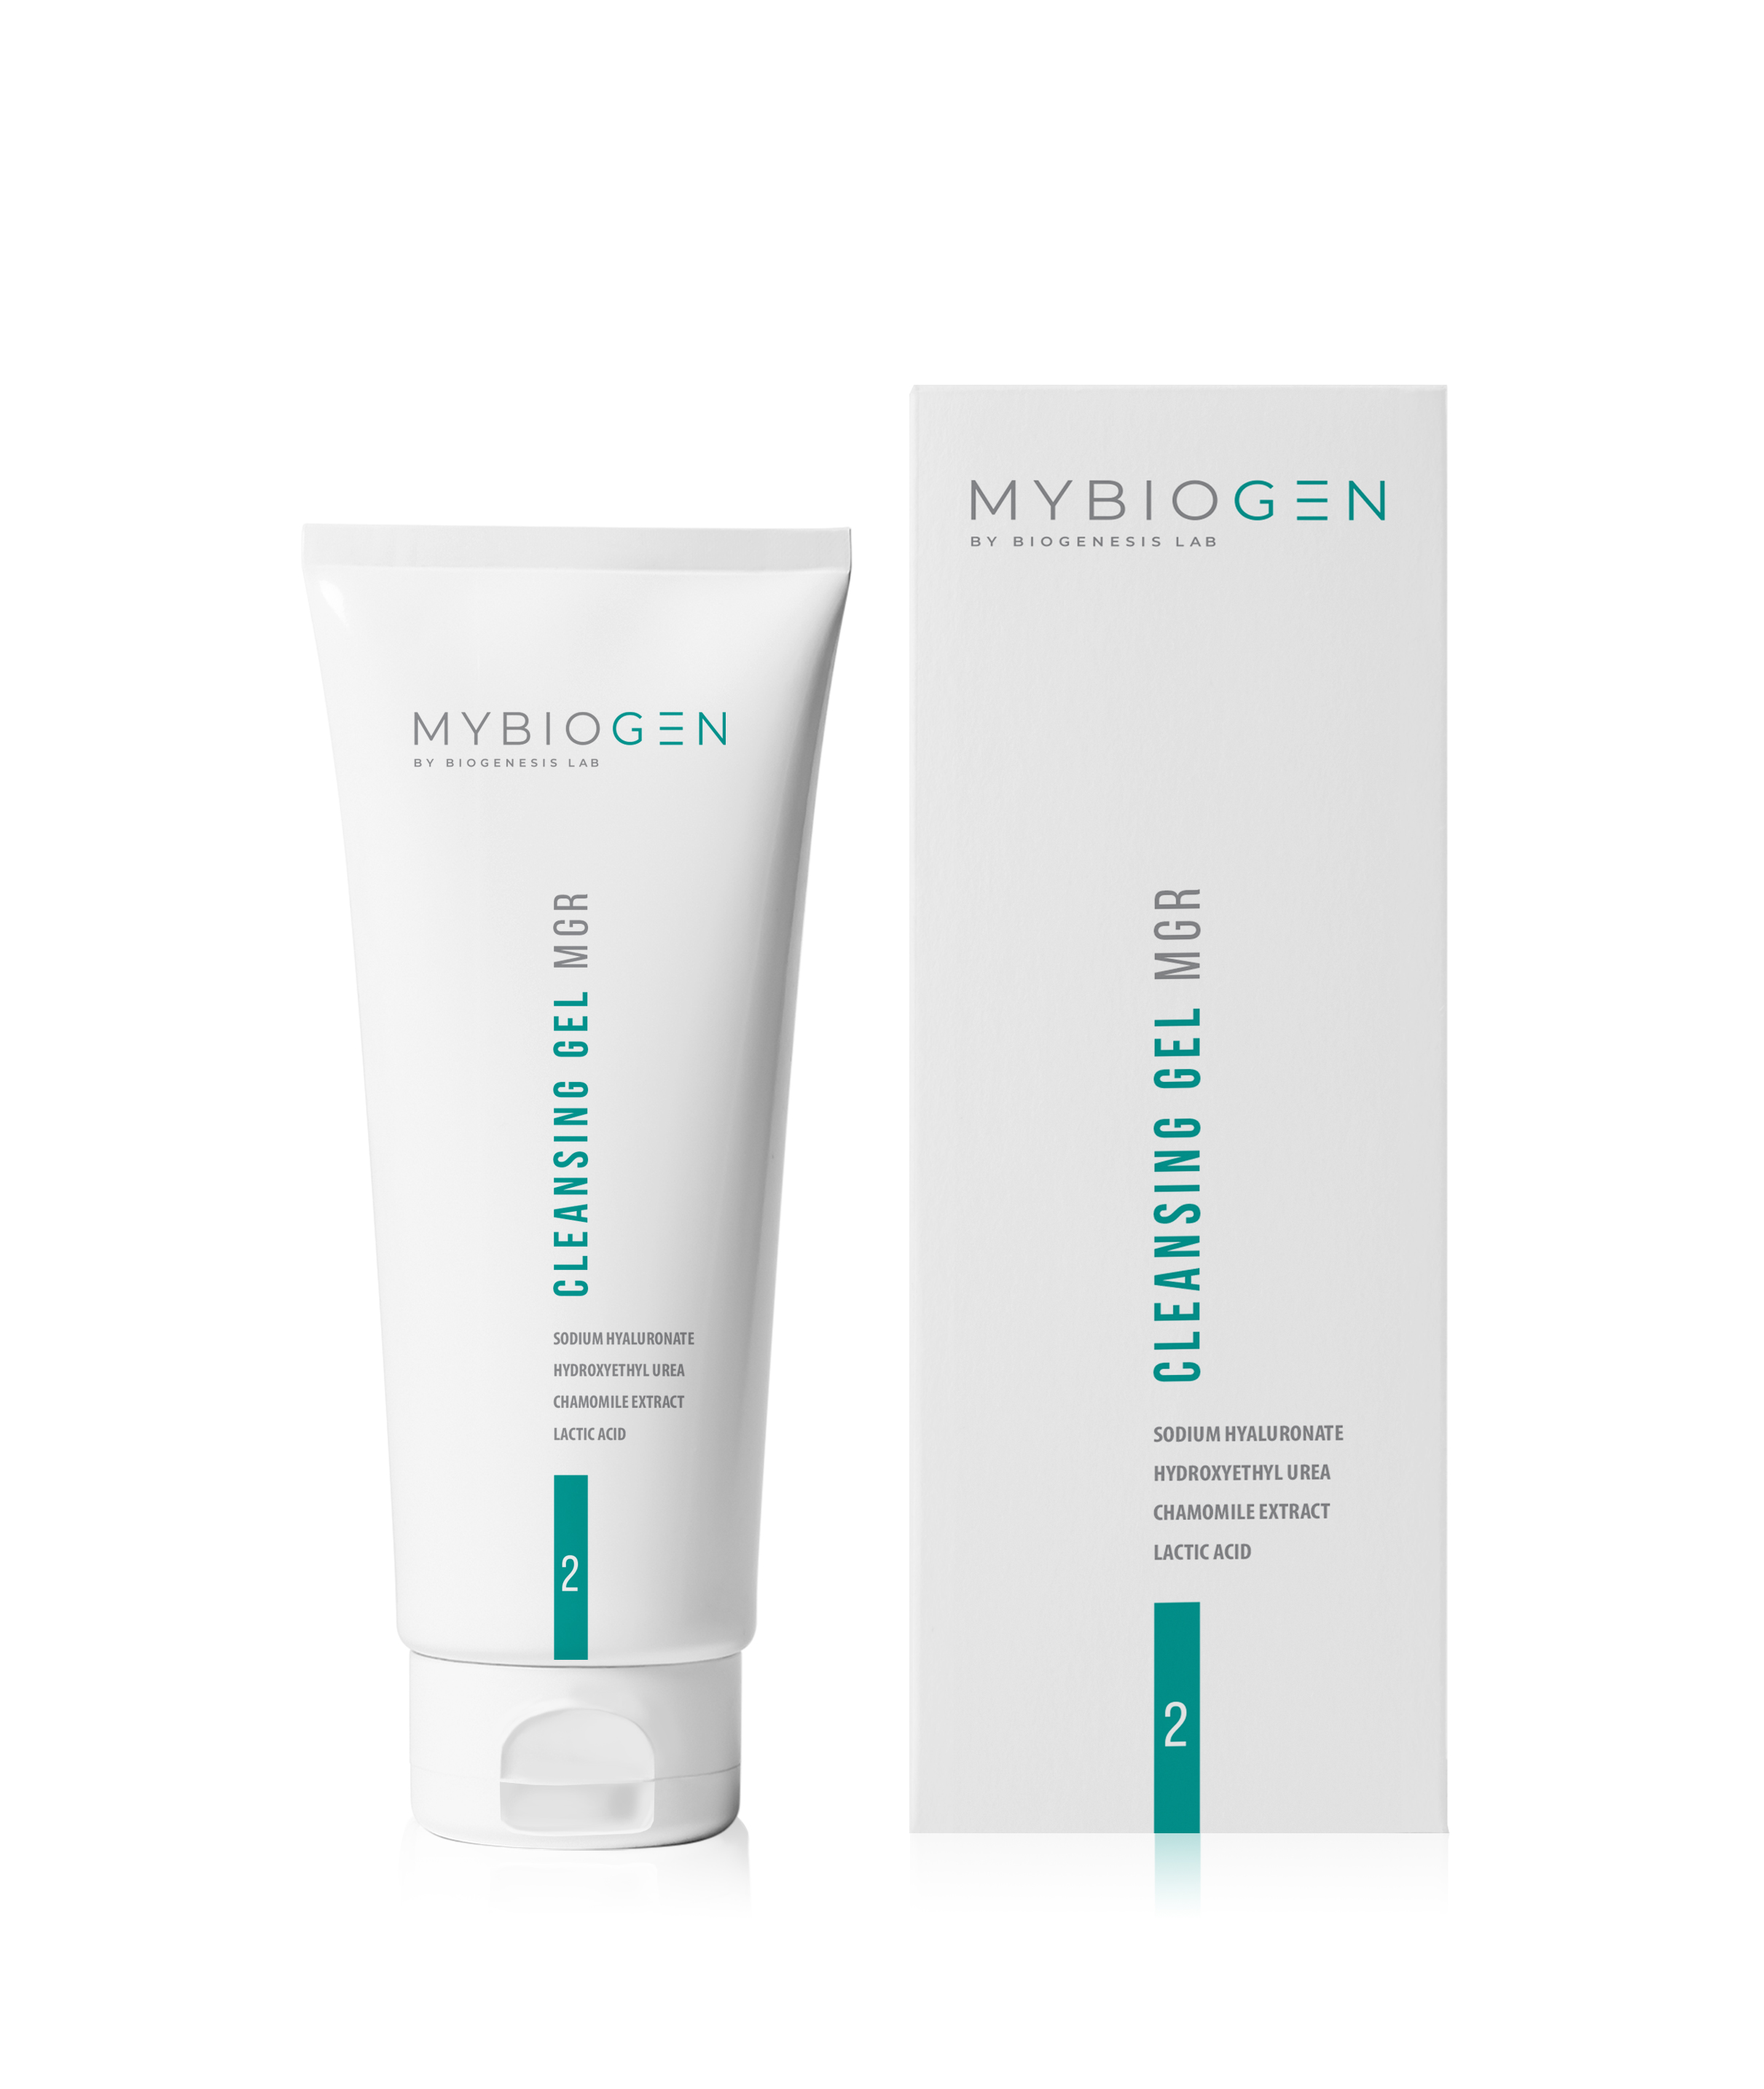 MYBIOGEN
BY BIOGENESIS LAB
CLEANSING GEL MGR
SODIUM HYALURONATE
HYDROXYETHYL UREA
CHAMOMILE EXTRACT
LACTIC ACID
2
MYBIOGEN
BY BIOGENESIS LAB
CLEANSING GEL MGR
SODIUM HYALURONATE
HYDROXYETHYL UREA
CHAMOMILE EXTRACT
LACTIC ACID
2